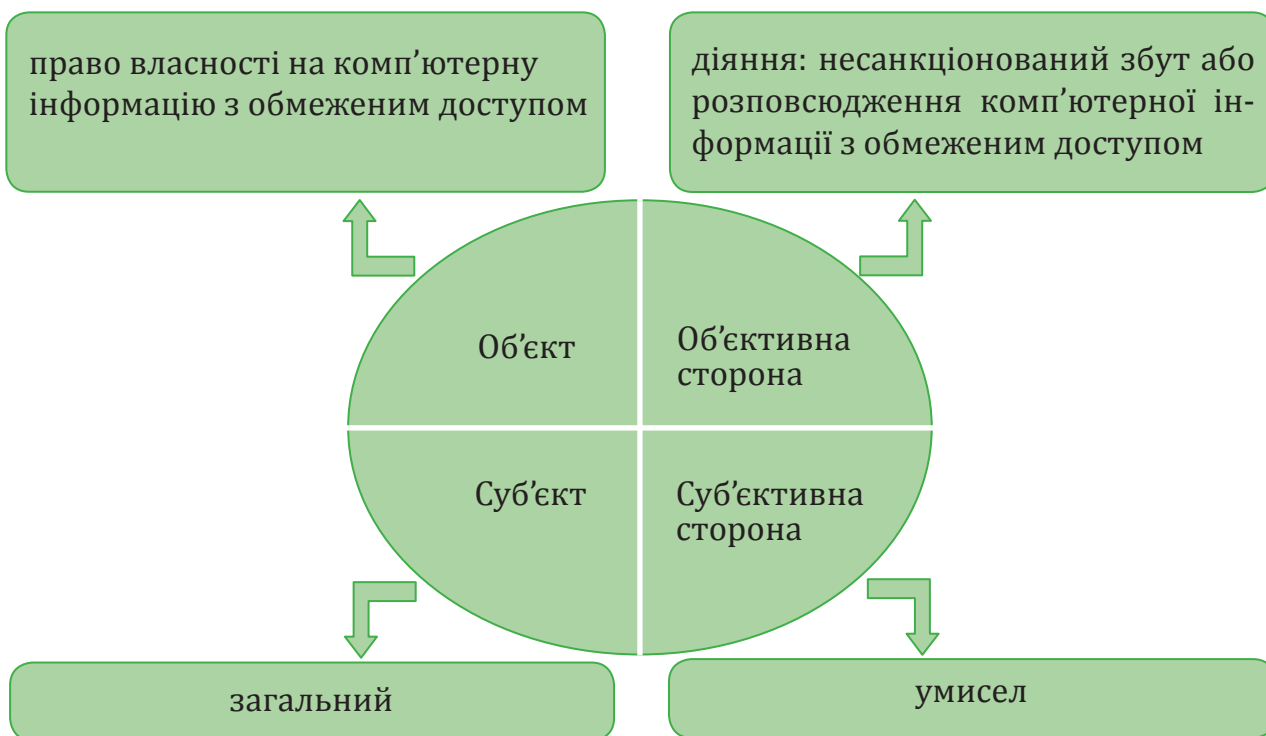 право власності на комп’ютерну
інформацію з обмеженим доступом
діяння: несанкціонований збут або
розповсюдження комп’ютерної ін-
формації з обмеженим доступом
Об’єкт
Об’єктивна
сторона
Суб’єкт
Суб’єктивна
сторона
загальний
умисел